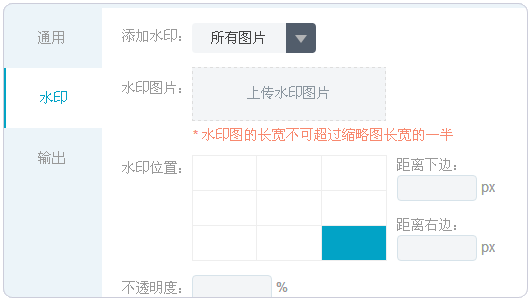 通用
水印
输出
添加水印：
所有图片
水印图片：
上传水印图片
* 水印图的长宽不可超过缩略图长宽的一半
水印位置：
距离下边：
px
距离右边：
px
不透明度：
%